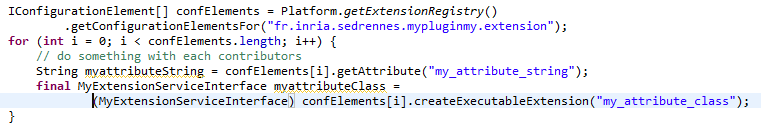 IConfigurationElement[] confElements = Platform.getExtensionRegistry()
.getConfigurationElementsFor("fr.inria.sedrennes.mypluginmy.extension");
for (int i = 0; i < confElements.length; i++) {
// do something with each contributors
String myattributeString = confElements[i].getAttribute("my_attribute_string");
final MyExtensionServiceInterface myattributeClass =
(MyExtensionServiceInterface) confElements[i].createExecutableExtension("my_attribute_class");
}